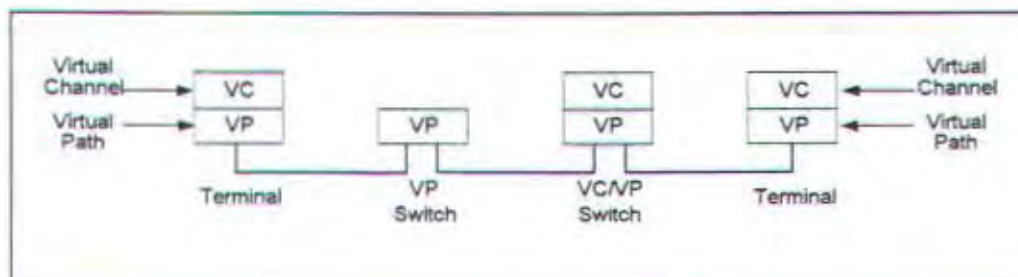 Virtual
Channel
VC
VC
VC
Virtual
Channel
Virtual
Path
VP
VP
VP
VP
Virtual
Path
Terminal
VP
Switch
VC/VP
Switch
Terminal